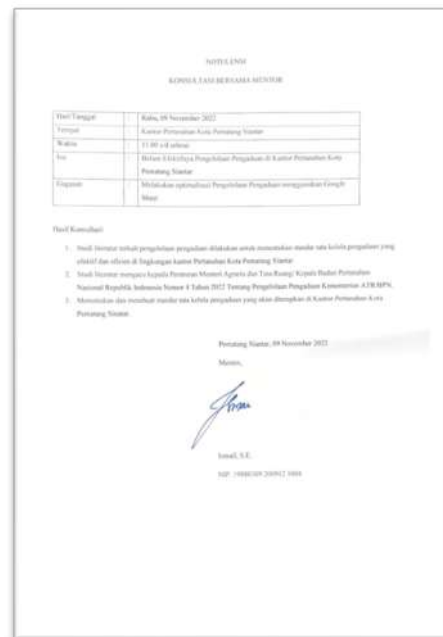 NOTULENSI
KONSULTASI BERSAMA MENTOR
Hari/Tanggal : Rabu, 09 November 2022
Tempat : Kantor Pertanahan Kota Pematang Siantar
Waktu : 11.00 s/d selesai
Isu : Belum Efektifnya Pengelolaan Pengaduan di Kantor Pertanahan Kota
Pematang Siantar
Gagasan : Melakukan optimalisasi Pengelolaan Pengaduan menggunakan Google
Hasil Konsultasi:
1. Studi literatur terkait pengelolaan pengaduan dilakukan untuk menentukan standar tata kelola pengaduan yang
efektif dan efisien di lingkungan kantor Pertanahan Kota Pematang Siantar
2. Studi literatur mengacu kepada Peraturan Menteri Agraria dan Tata Ruang/ Kepala Badan Pertanahan
Nasional Republik Indonesia Nomor 4 Tahun 2022 Tentang Pengelolaan Pengaduan Kementerian ATR/BPN.
3. Menentukan dan membuat standar tata kelola pengaduan yang akan diterapkan di Kantor Pertanahan Kota
Pematang Siantar.
Pematang Siantar, 09 November 2022
Mentor,
Ismail, S.E.
NIP.